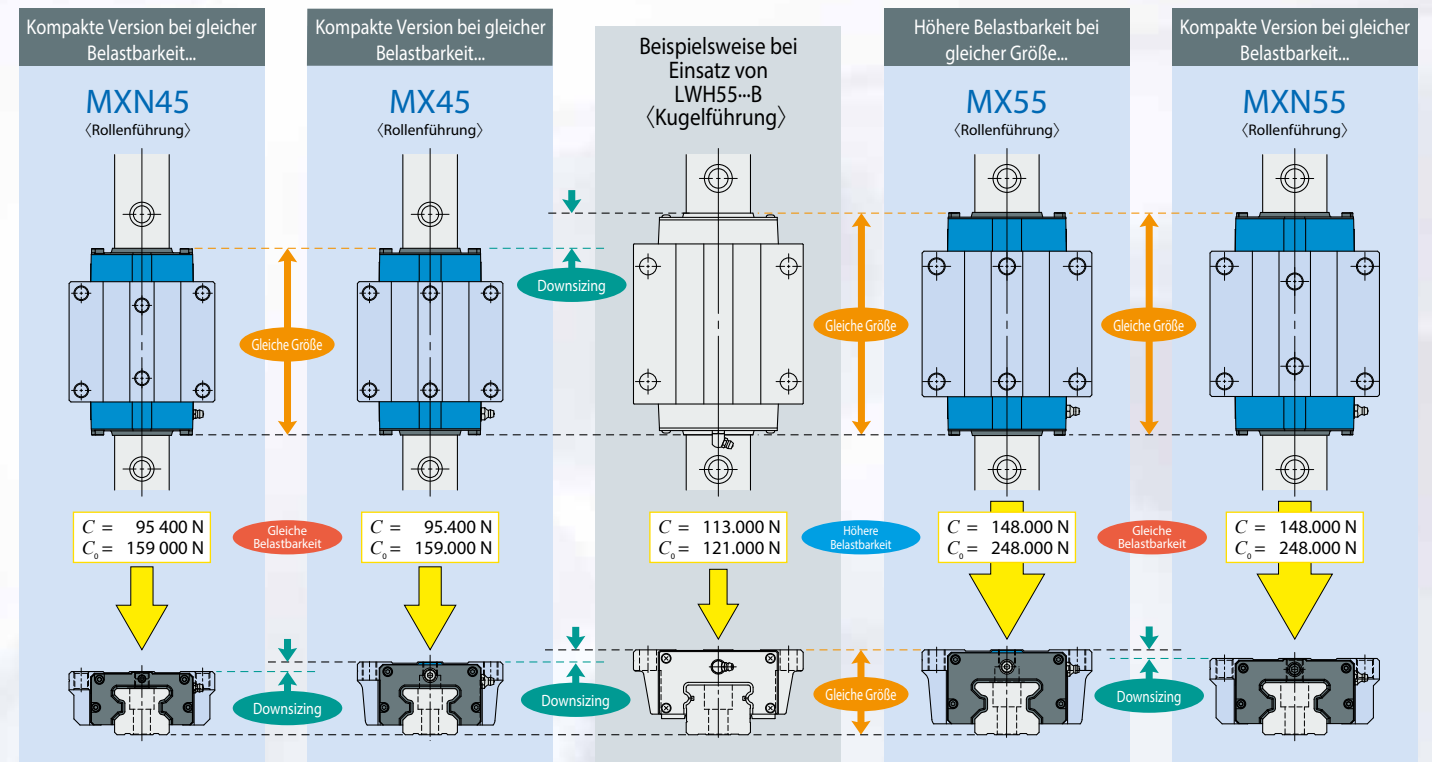 Kompakte Version bei gleicher
Belastbarkeit...
MXN45
〈Rollenführung〉
Kompakte Version bei gleicher
Belastbarkeit...
MX45
〈Rollenführung〉
Beispielsweise bei
Einsatz von
LWH55···B
〈Kugelführung〉
Höhere Belastbarkeit bei
gleicher Größe...
MX55
〈Rollenführung〉
Kompakte Version bei gleicher
Belastbarkeit...
MXN55
〈Rollenführung〉
Gleiche Größe
Downsizing
Gleiche Größe
Gleiche Größe
C = 95 400 N
C₀ = 159 000 N
Gleiche
Belastbarkeit
C = 95.400 N
C₀ = 159.000 N
C = 113.000 N
C₀ = 121.000 N
Höhere
Belastbarkeit
C = 148.000 N
C₀ = 248.000 N
Gleiche
Belastbarkeit
C = 148.000 N
C₀ = 248.000 N
Downsizing
Downsizing
Gleiche Größe
Downsizing